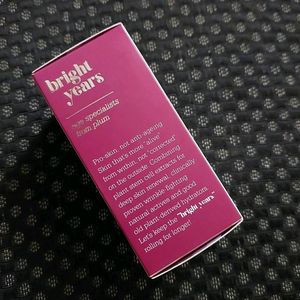 bright
years
age specialists
from plum
Pro-skin, not anti-ageing
Skin that's more "alive"
from within, not "corrected"
on the outside. Combining
plant stem cell extracts for
deep skin renewal, clinically
proven wrinkle-fighting
natural actives and good
old plant-derived hydrators.
Let's keep the "bright years"
rolling for longer!